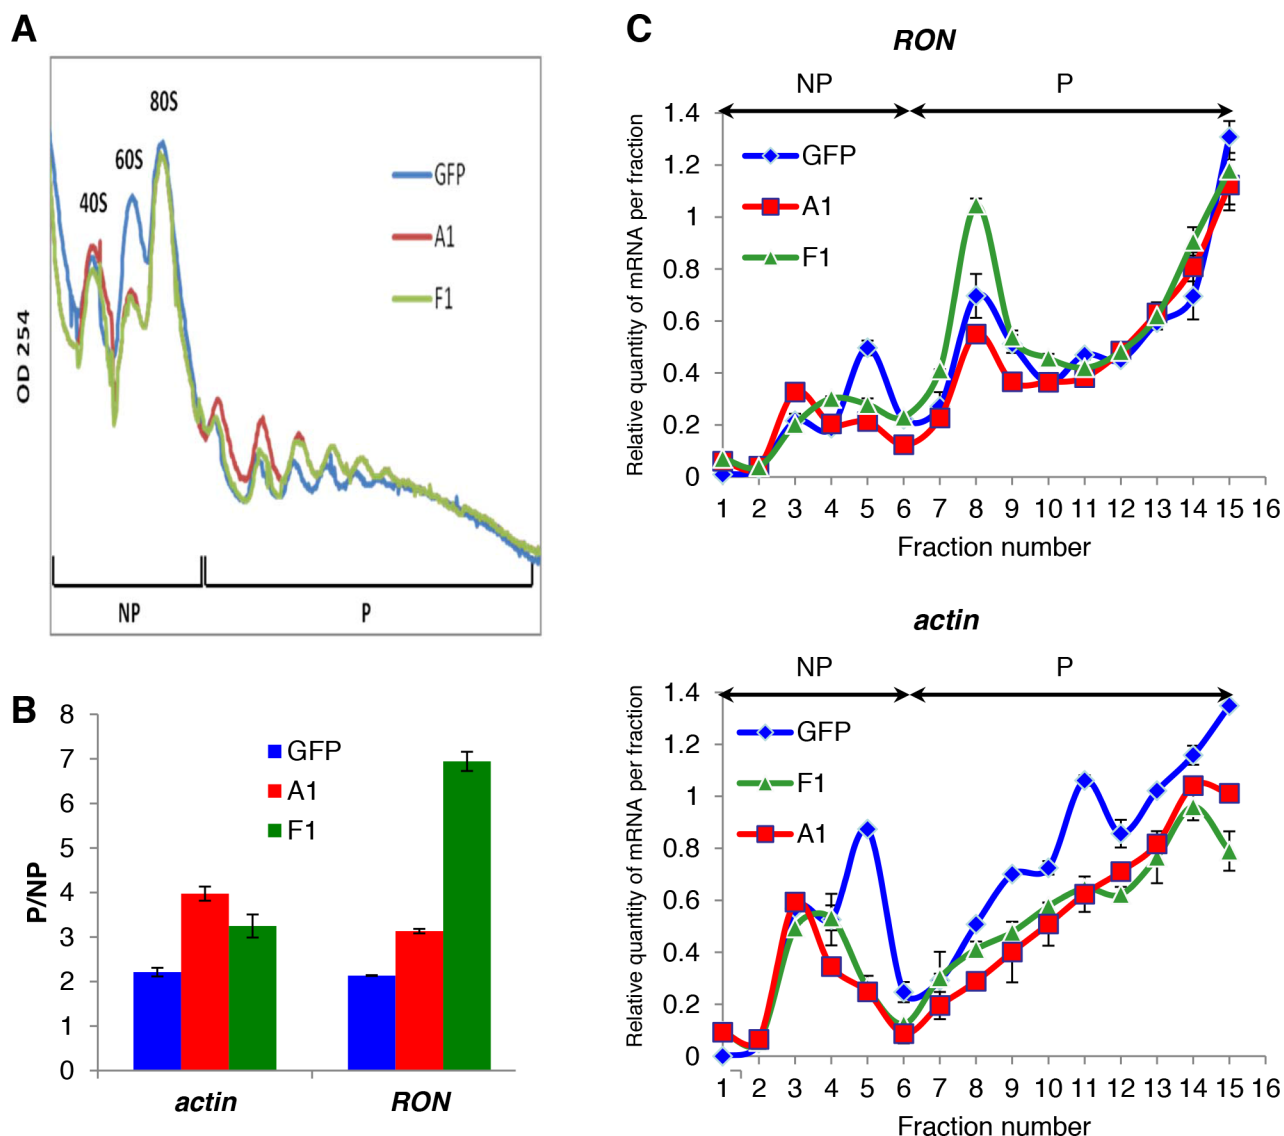 A
80S
60S
40S
GFP
A1
F1
OD 254
NP
P
B
8
7
6
5
4
3
2
1
0
P/NP
GFP
A1
F1
actin
RON
C
RON
NP
P
Relative quantity of mRNA per fraction
1.4
1.2
1
0.8
0.6
0.4
0.2
0
GFP
A1
F1
1 2 3 4 5 6 7 8 9 10 11 12 13 14 15 16
Fraction number
actin
NP
P
Relative quantity of mRNA per fraction
1.4
1.2
1
0.8
0.6
0.4
0.2
0
GFP
F1
A1
1 2 3 4 5 6 7 8 9 10 11 12 13 14 15 16
Fraction number